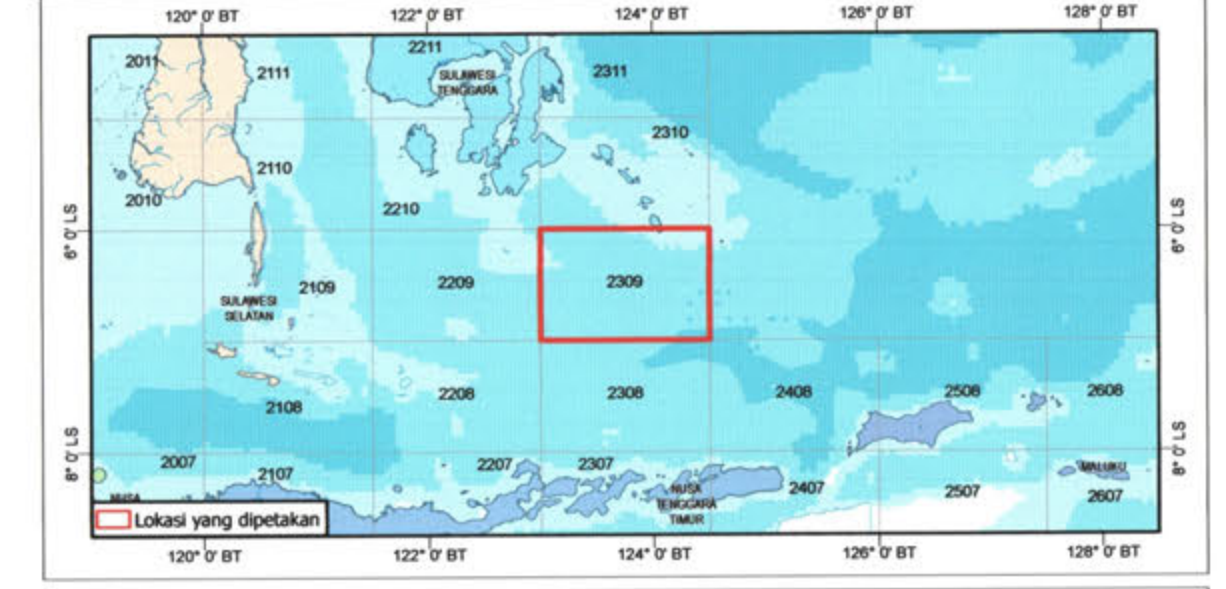 120° 0' BT
122° 0' BT
124° 0' BT
126° 0' BT
128° 0' BT
2011
2111
2211
SULAWESI
TENGGARA
2311
2310
2110
2010
2210
6° 0' LS
6° 0' LS
2109
2209
2309
SULAWESI
SELATAN
2108
2208
2308
2408
2508
2608
8° 0' LS
8° 0' LS
2007
2107
2207
2307
2407
2507
MALUKU
2607
NUSA
TENGGARA
TIMUR
NUSA
Lokasi yang dipetakan
120° 0' BT
122° 0' BT
124° 0' BT
126° 0' BT
128° 0' BT